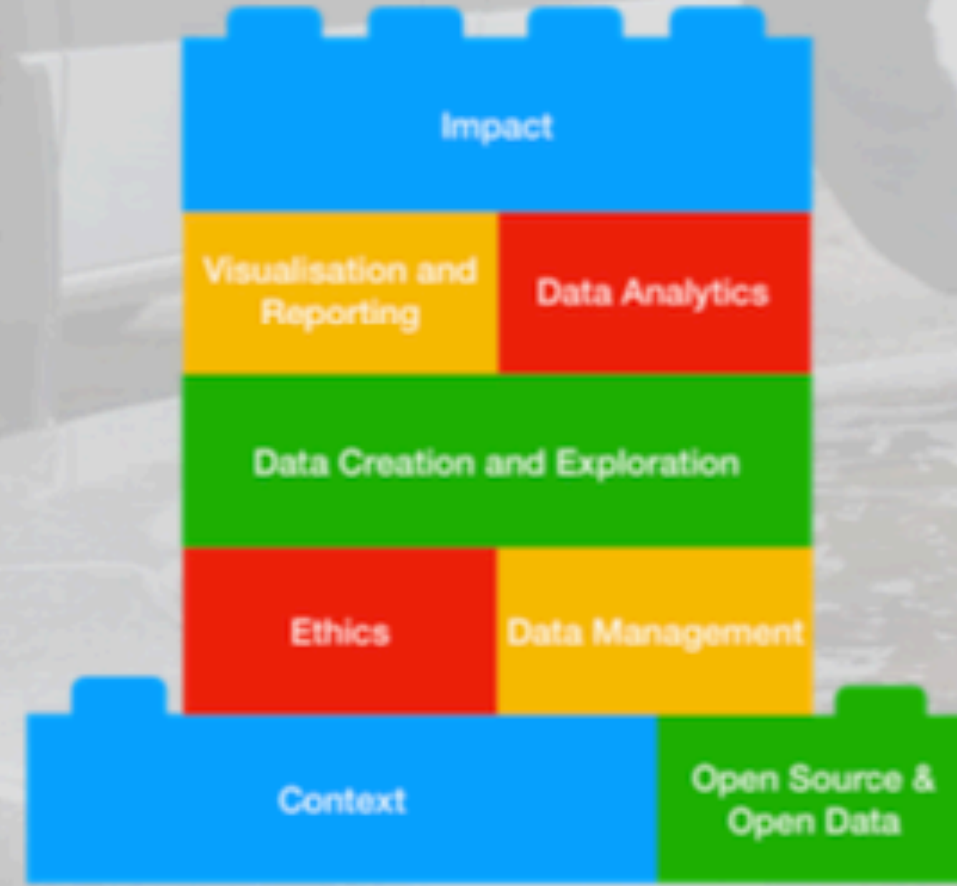 Impact
Visualisation and
Reporting
Data Analytics
Data Creation and Exploration
Ethics
Data Management
Context
Open Source &
Open Data